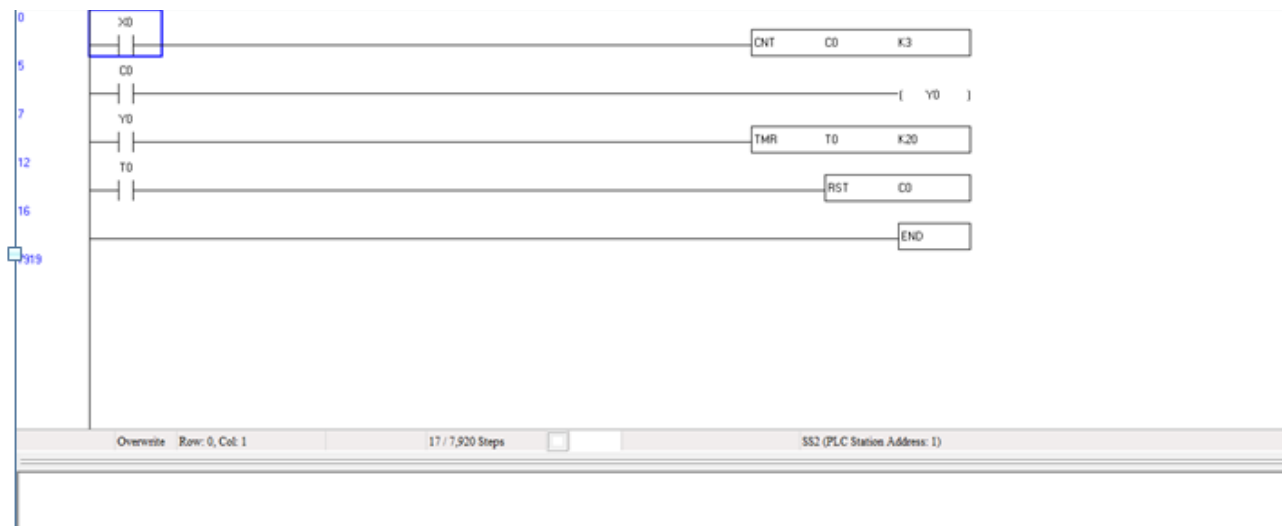 0
X0
CNT C0 K3
5
C0
Y0
7
Y0
TMR T0 K20
12
T0
RST C0
16
END
7919
Overwrite Row: 0, Col: 1 17 / 7,920 Steps SS2 (PLC Station Address: 1)